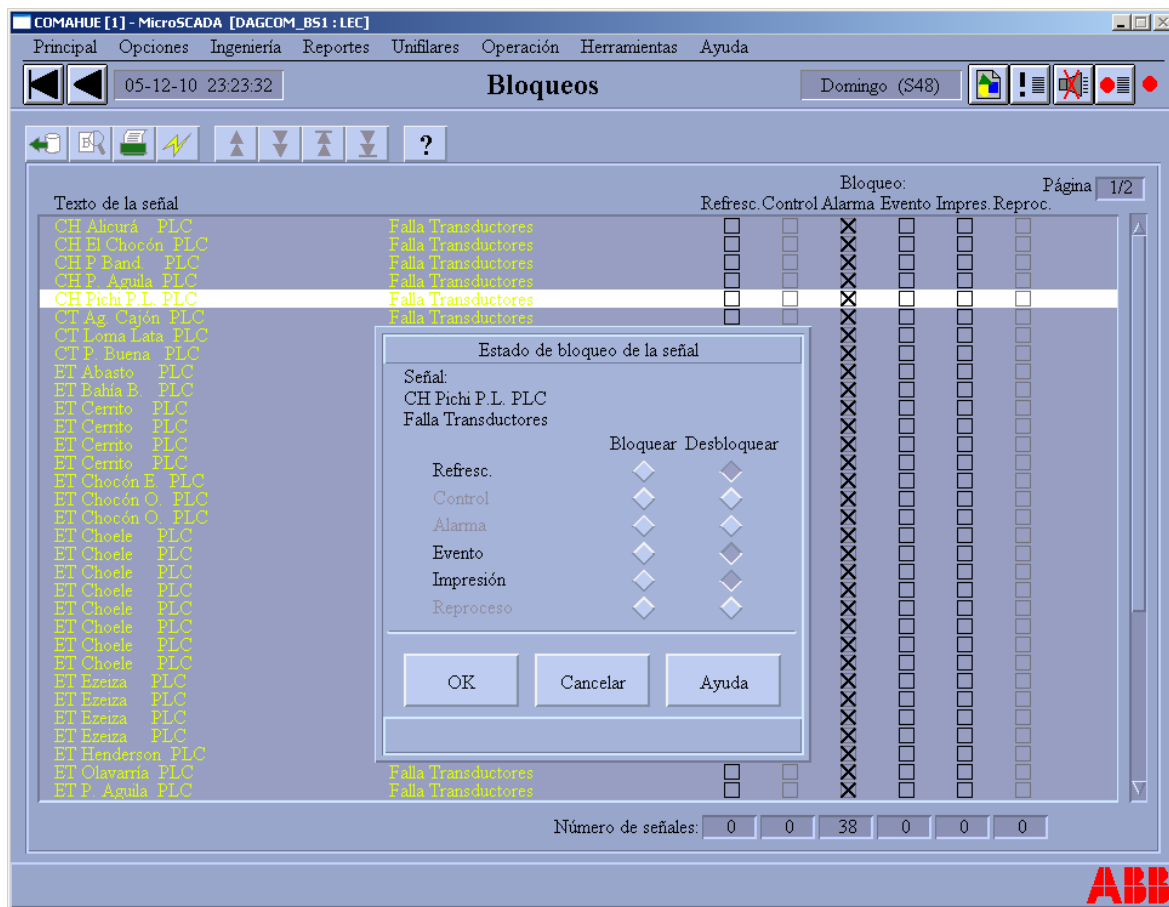 COMAHUE [1] - MicroSCADA [DAGCOM_BS1 : LEC]
Principal Opciones Ingeniería Reportes Unifilares Operación Herramientas Ayuda
05-12-10 23:23:32 Bloqueos Domingo (S48)
?
Bloqueo: Página 1/2
Texto de la señal Refresc. Control Alarma Evento Impres. Reproc.
CH Alicurá PLC Falla Transductores
CH El Chocón PLC Falla Transductores
CH P Band. PLC Falla Transductores
CH P. Aguila PLC Falla Transductores
CH Pichi P.L. PLC Falla Transductores
CT Ag. Cajón PLC Falla Transductores
CT Loma Lata PLC
CT P. Buena PLC
ET Abasto PLC
ET Bahía B. PLC
ET Cerrito PLC
ET Cerrito PLC
ET Cerrito PLC
ET Cerrito PLC
ET Chocón E. PLC
ET Chocón O. PLC
ET Chocón O. PLC
ET Choele PLC
ET Choele PLC
ET Choele PLC
ET Choele PLC
ET Choele PLC
ET Choele PLC
ET Choele PLC
ET Choele PLC
ET Ezeiza PLC
ET Ezeiza PLC
ET Ezeiza PLC
ET Ezeiza PLC
ET Henderson PLC
ET Olavarría PLC Falla Transductores
ET P. Aguila PLC Falla Transductores
Estado de bloqueo de la señal
Señal:
CH Pichi P.L. PLC
Falla Transductores
Bloquear Desbloquear
Refresc.
Control
Alarma
Evento
Impresión
Reproceso
OK Cancelar Ayuda
Número de señales: 0 0 38 0 0 0
ABB